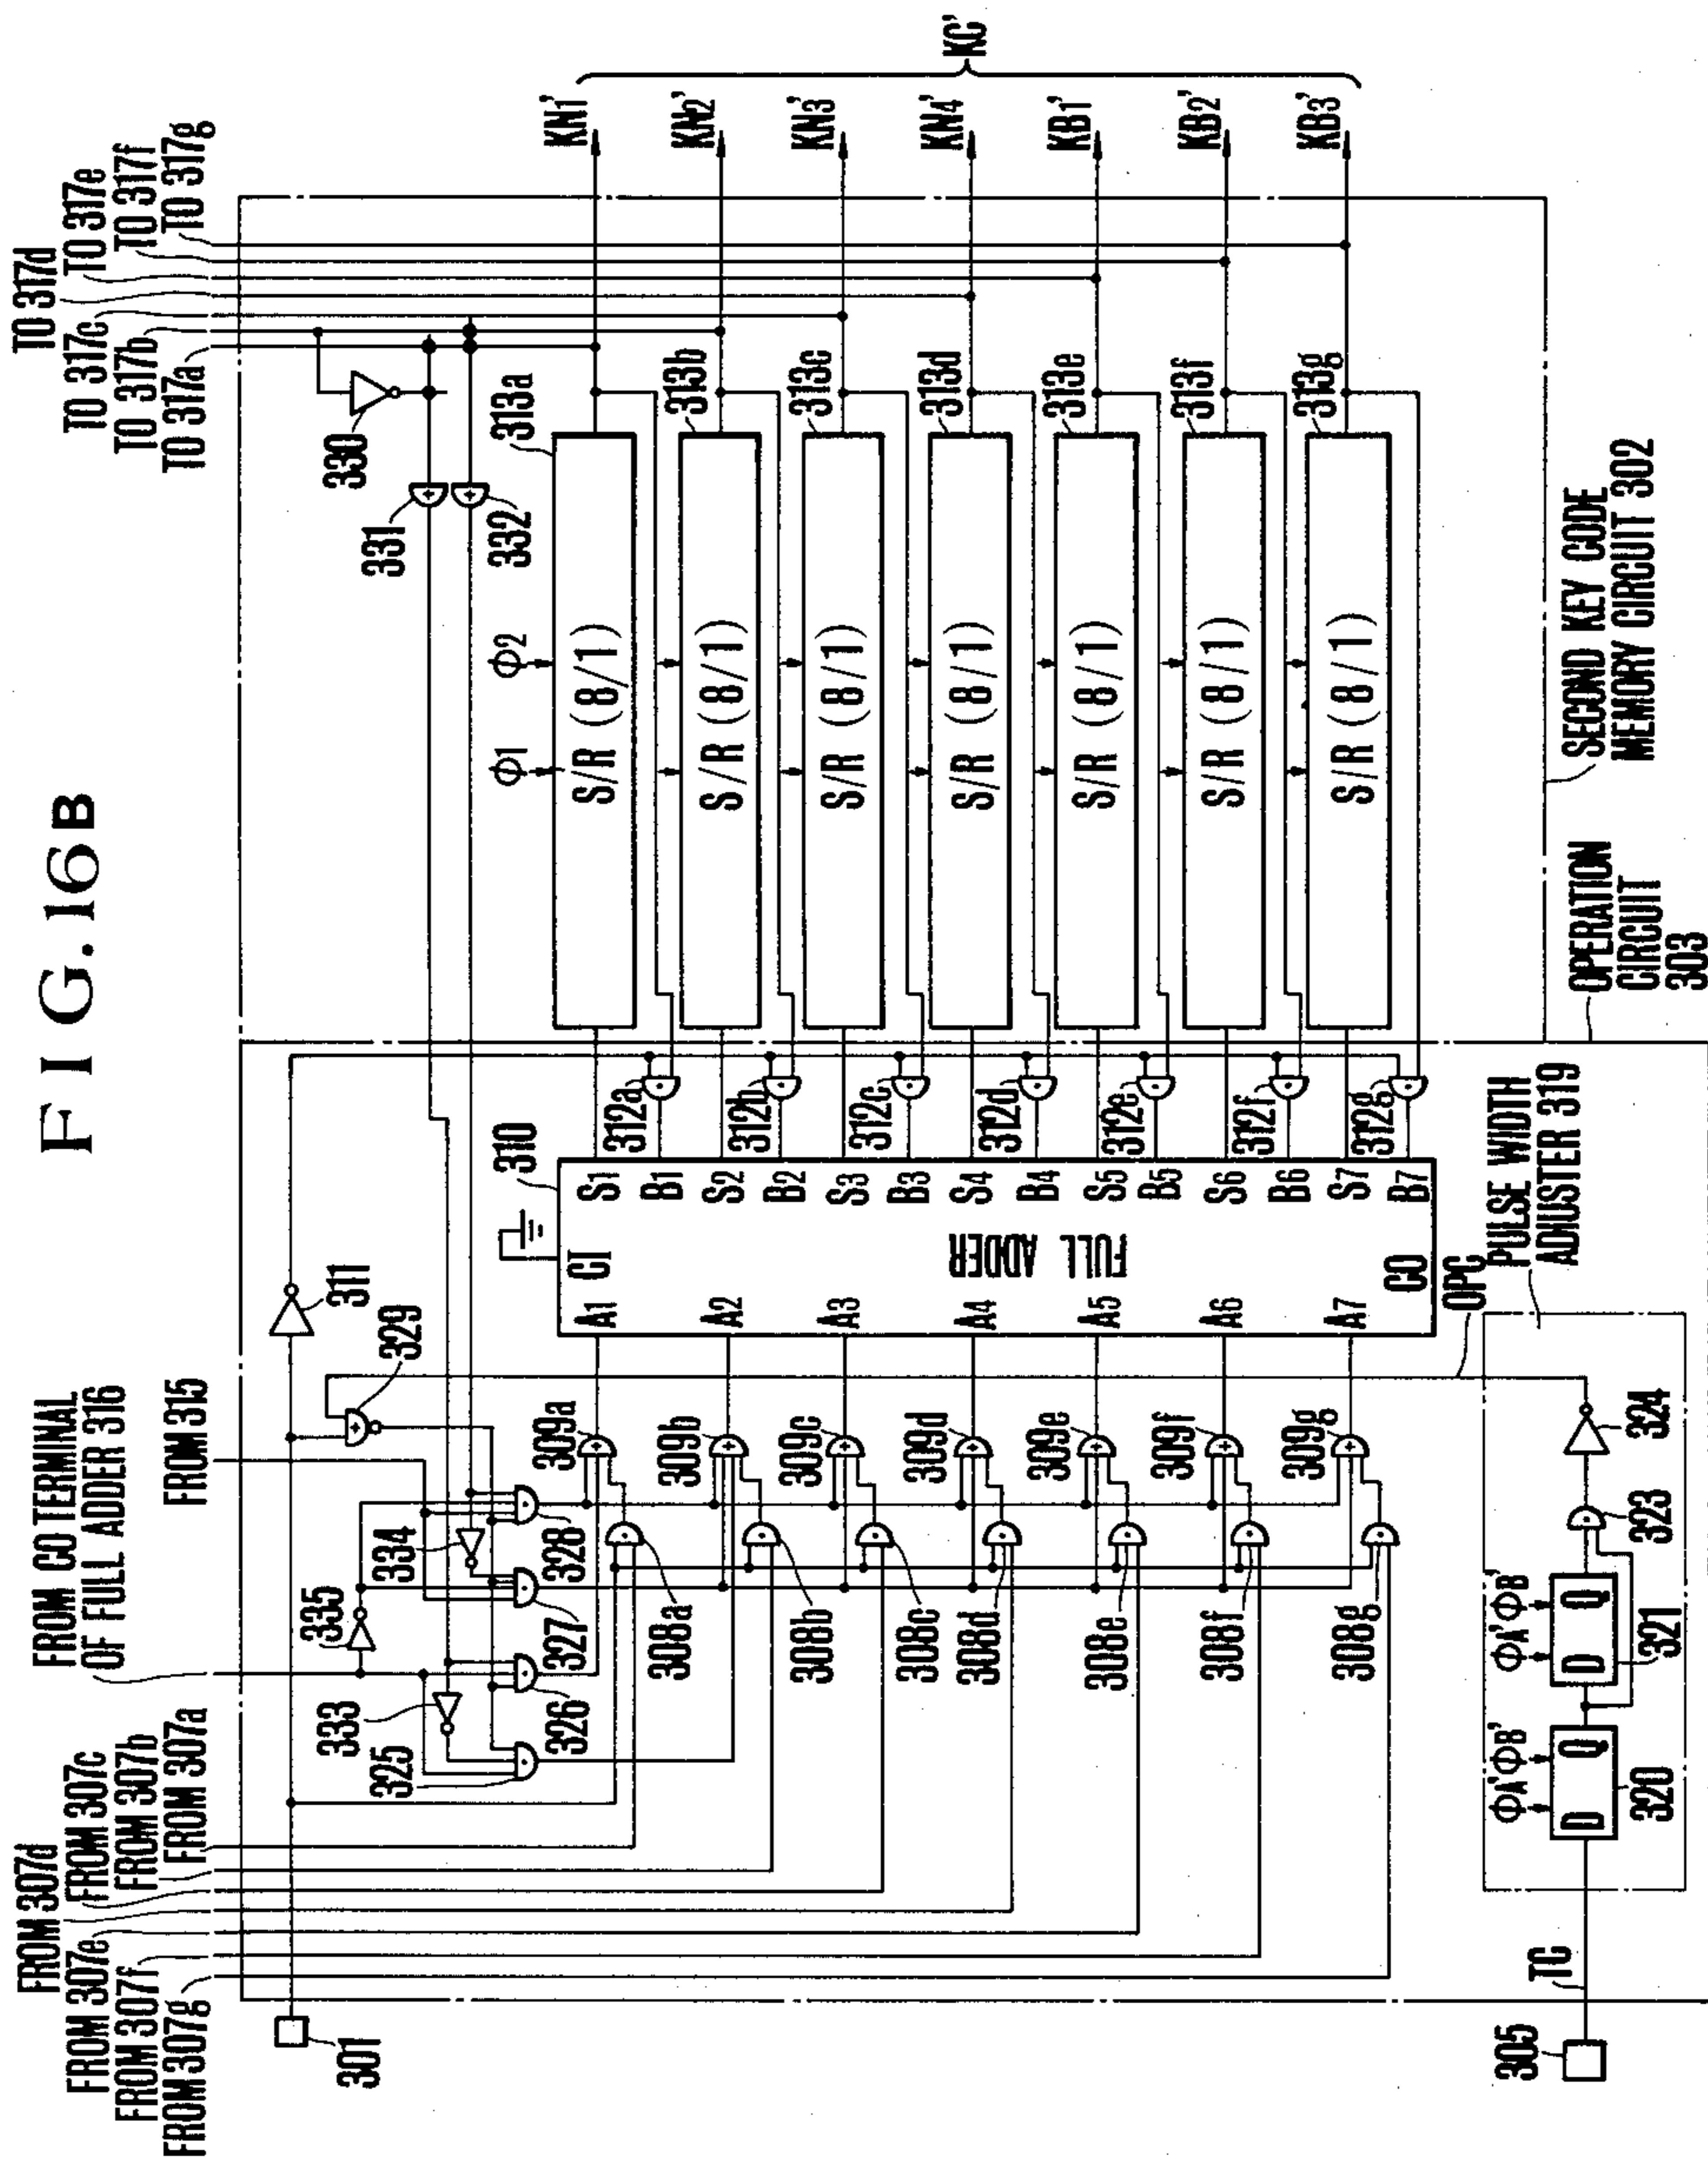 FIG.16B
TO 317d
TO 317c
TO 317b
TO 317a
TO 317e
TO 317f
TO 317g
330
331
332
KN1'
KN2'
KN3'
KN4'
KB1'
KB2'
KB3'
KC'
313a
313b
313c
313d
313e
313f
313g
Φ1
Φ2
S/R (8/1)
S/R (8/1)
S/R (8/1)
S/R (8/1)
S/R (8/1)
S/R (8/1)
S/R (8/1)
SECOND KEY CODE
MEMORY CIRCUIT 302
OPERATION
CIRCUIT
303
312a
312b
312c
312d
312e
312f
312g
310
CI
S1
B1
S2
B2
S3
B3
S4
B4
S5
B5
S6
B6
S7
B7
FULL ADDER
CO
A1
A2
A3
A4
A5
A6
A7
OPC
PULSE WIDTH
ADJUSTER 319
311
329
FROM CO TERMINAL
OF FULL ADDER 316
FROM 315
309a
309b
309c
309d
309e
309f
309g
335
334
333
328
327
326
325
308a
308b
308c
308d
308e
308f
308g
FROM 307d
FROM 307c
FROM 307b
FROM 307a
FROM 307e
FROM 307f
FROM 307g
301
305
TC
ΦA' ΦB'
D Q
320
ΦA' ΦB'
D Q
321
323
324